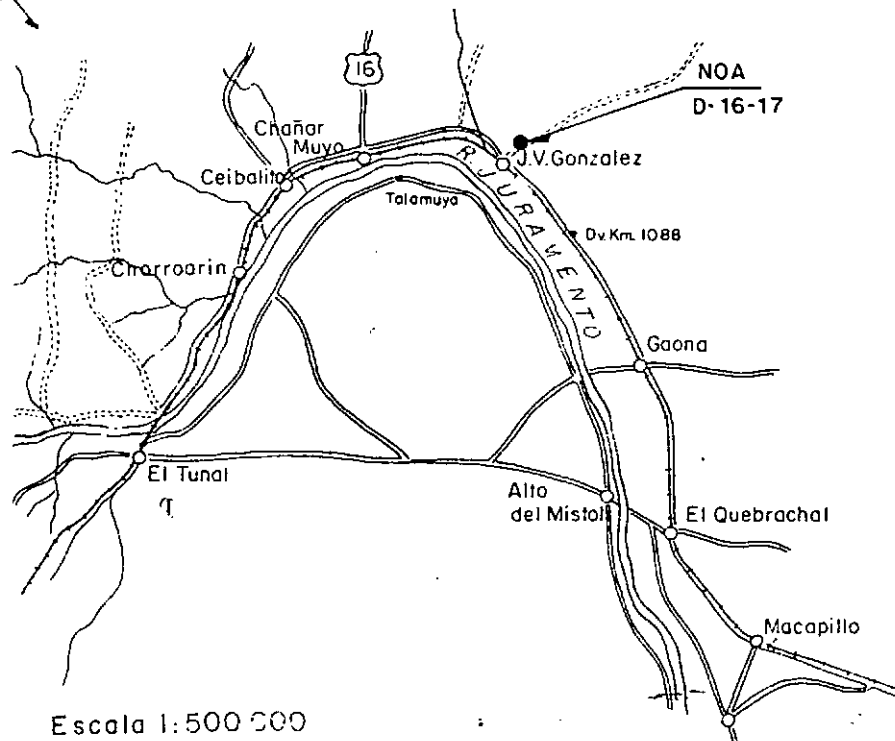 16
NOA
D-16-17
Chañar
Muyo
J.V.Gonzalez
Ceibalito
R. JURAMENTO
Talamuya
Dv. Km. 1088
Chorroarin
Gaona
El Tunal
Alto
del Mistol
El Quebrachal
Macapillo
Escala 1:500 000